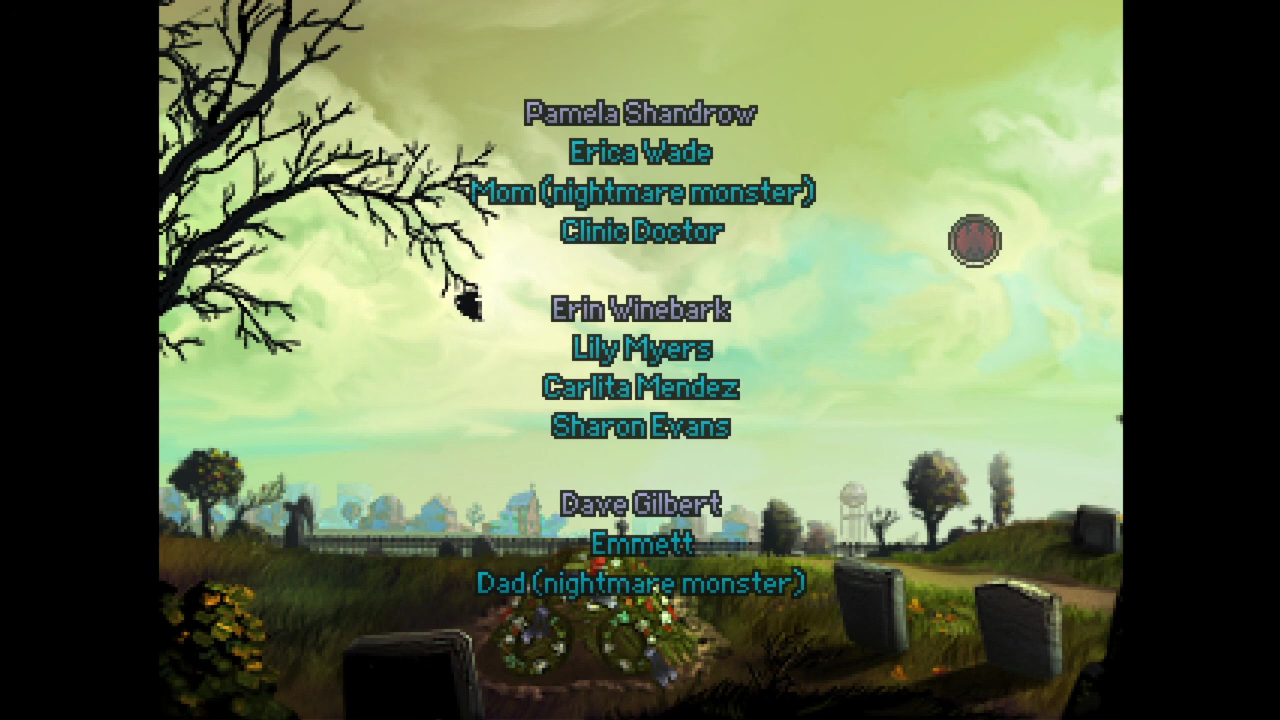 Pamela Shandrow
Erica Wade
Mom (nightmare monster)
Clinic Doctor
Erin Winebark
Lily Myers
Carlita Mendez
Sharon Evans
Dave Gilbert
Emmett
Dad (nightmare monster)